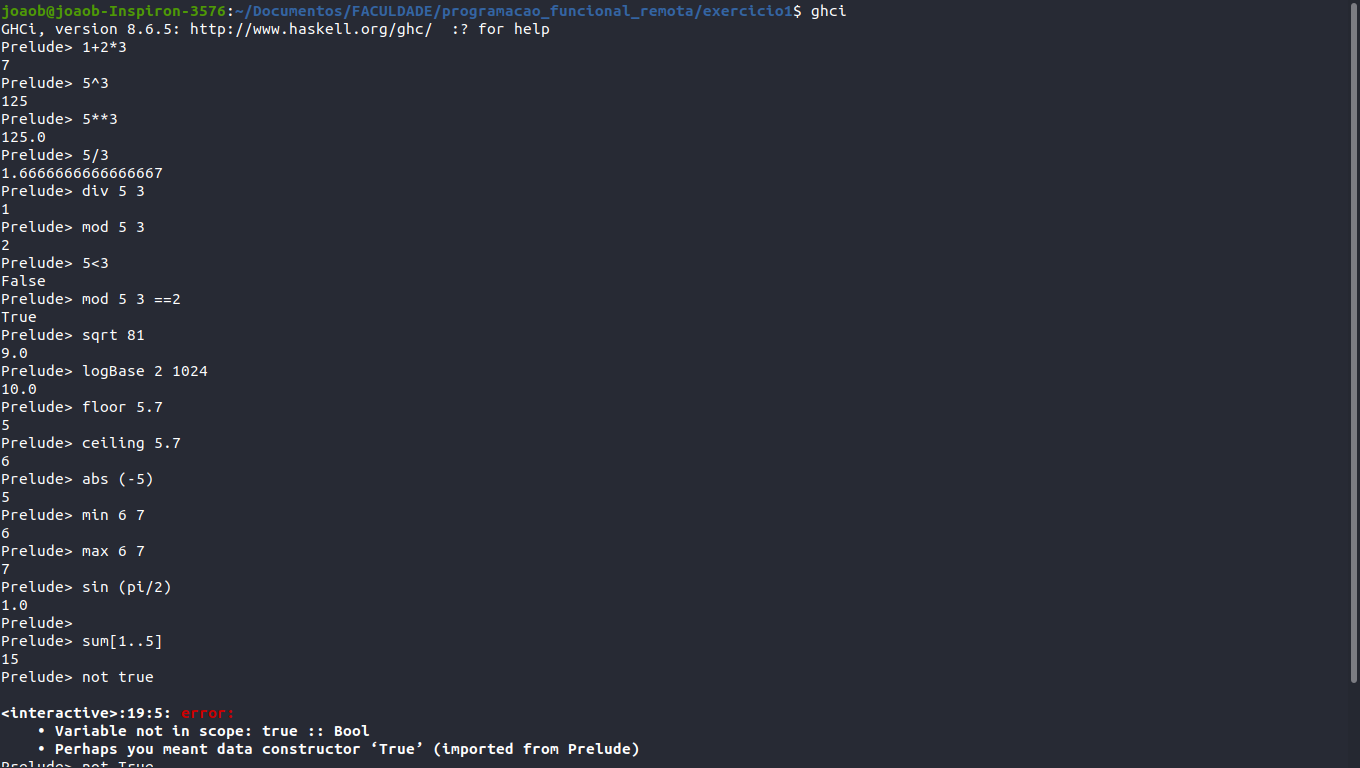 joaob@joaob-Inspiron-3576:~/Documentos/FACULDADE/programacao_funcional_remota/exercicio1$ ghci
GHCi, version 8.6.5: http://www.haskell.org/ghc/  :? for help
Prelude> 1+2*3
7
Prelude> 5^3
125
Prelude> 5**3
125.0
Prelude> 5/3
1.6666666666666667
Prelude> div 5 3
1
Prelude> mod 5 3
2
Prelude> 5<3
False
Prelude> mod 5 3 ==2
True
Prelude> sqrt 81
9.0
Prelude> logBase 2 1024
10.0
Prelude> floor 5.7
5
Prelude> ceiling 5.7
6
Prelude> abs (-5)
5
Prelude> min 6 7
6
Prelude> max 6 7
7
Prelude> sin (pi/2)
1.0
Prelude>
Prelude> sum[1..5]
15
Prelude> not true
<interactive>:19:5: error:
    • Variable not in scope: true :: Bool
    • Perhaps you meant data constructor ‘True’ (imported from Prelude)
Prelude> not True